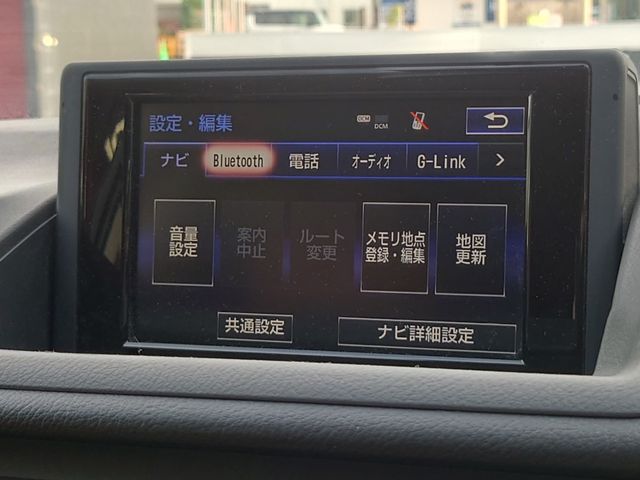 設定・編集
DCM
DCM
ナビ Bluetooth 電話 オーディオ G-Link >
音量設定
案内中止
ルート変更
メモリ地点登録・編集
地図更新
共通設定
ナビ詳細設定